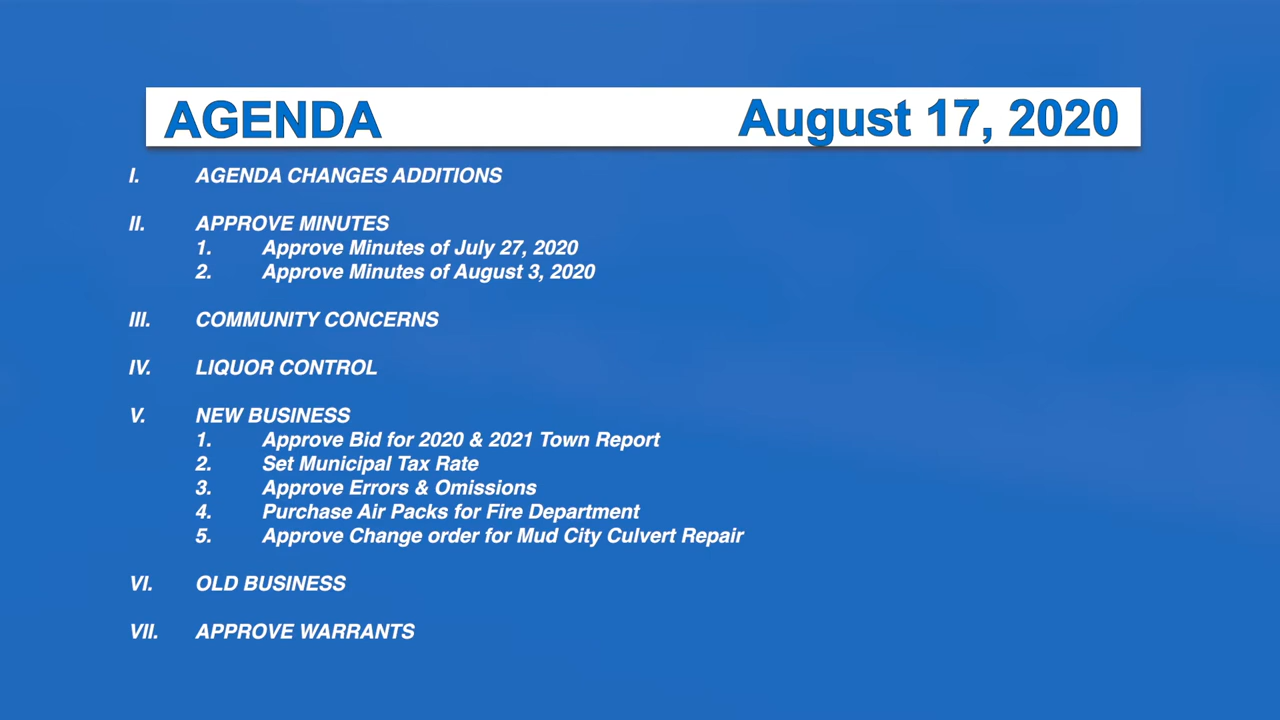 AGENDA August 17, 2020
I. AGENDA CHANGES ADDITIONS
II. APPROVE MINUTES
1. Approve Minutes of July 27, 2020
2. Approve Minutes of August 3, 2020
III. COMMUNITY CONCERNS
IV. LIQUOR CONTROL
V. NEW BUSINESS
1. Approve Bid for 2020 & 2021 Town Report
2. Set Municipal Tax Rate
3. Approve Errors & Omissions
4. Purchase Air Packs for Fire Department
5. Approve Change order for Mud City Culvert Repair
VI. OLD BUSINESS
VII. APPROVE WARRANTS